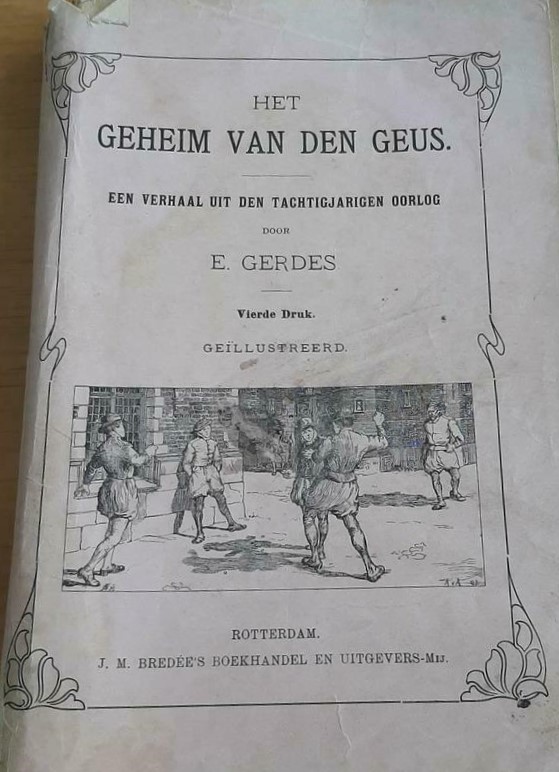 HET
GEHEIM VAN DEN GEUS.
EEN VERHAAL UIT DEN TACHTIGJARIGEN OORLOG
DOOR
E. GERDES
Vierde Druk.
GEÏLLUSTREERD.
ROTTERDAM.
J. M. BREDÉE'S BOEKHANDEL EN UITGEVERS-MIJ.